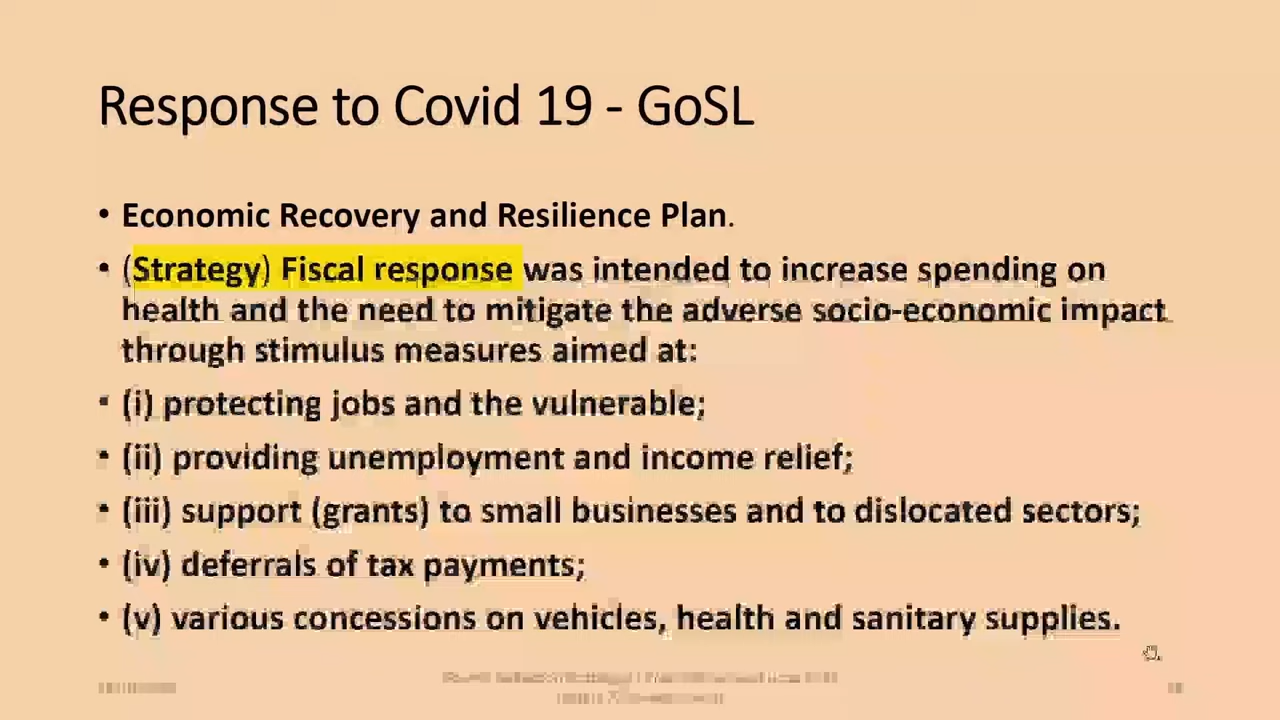 Response to Covid 19 - GoSL
• Economic Recovery and Resilience Plan.
• (Strategy) Fiscal response was intended to increase spending on
health and the need to mitigate the adverse socio-economic impact
through stimulus measures aimed at:
• (i) protecting jobs and the vulnerable;
• (ii) providing unemployment and income relief;
• (iii) support (grants) to small businesses and to dislocated sectors;
• (iv) deferrals of tax payments;
• (v) various concessions on vehicles, health and sanitary supplies.